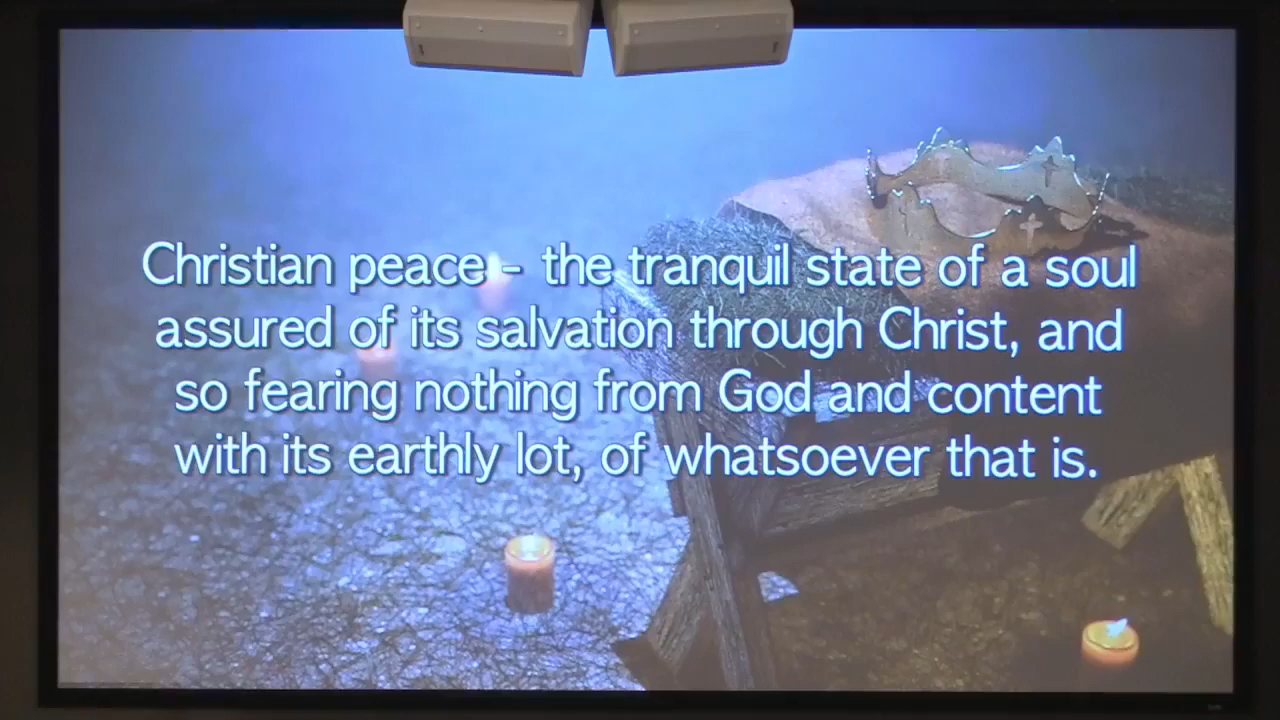 Christian peace - the tranquil state of a soul
assured of its salvation through Christ, and
so fearing nothing from God and content
with its earthly lot, of whatsoever that is.